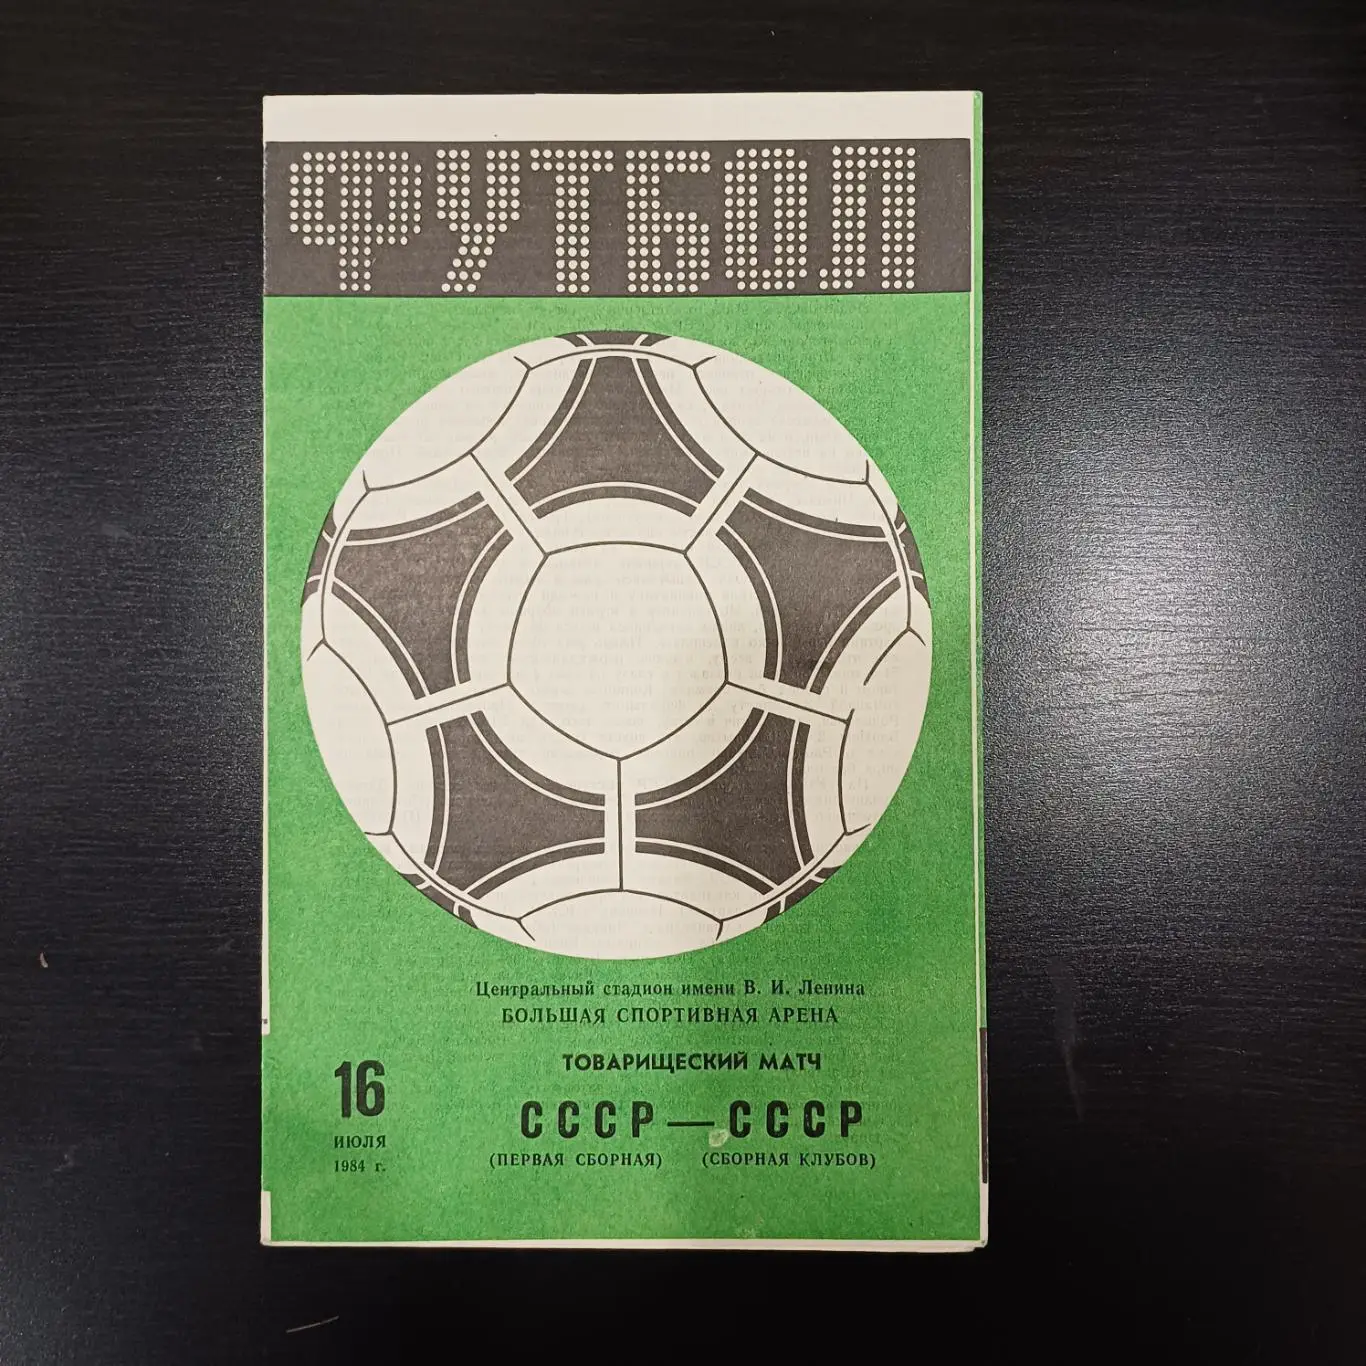 ФУТБОЛ
Центральный стадион имени В. И. Ленина
БОЛЬШАЯ СПОРТИВНАЯ АРЕНА
ТОВАРИЩЕСКИЙ МАТЧ
16
ИЮЛЯ
1984 г.
СССР — СССР
(ПЕРВАЯ СБОРНАЯ) (СБОРНАЯ КЛУБОВ)